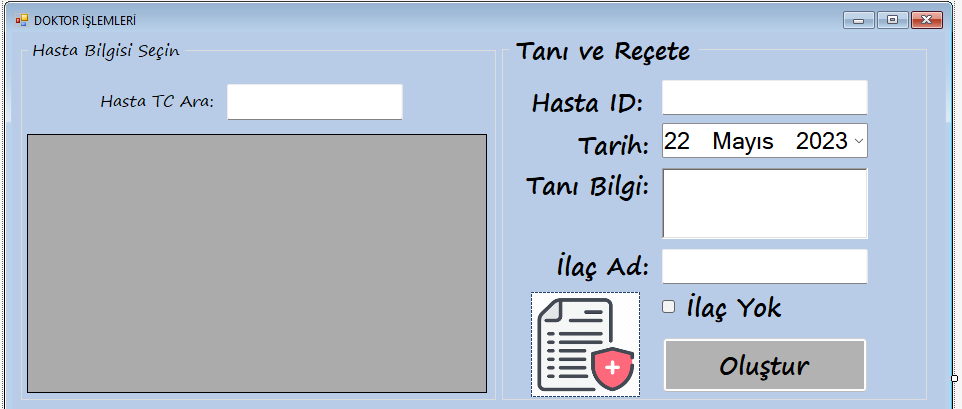 DOKTOR İŞLEMLERİ
Hasta Bilgisi Seçin
Hasta TC Ara:
Tanı ve Reçete
Hasta ID:
Tarih:
22 Mayıs 2023
Tanı Bilgi:
İlaç Ad:
İlaç Yok
Oluştur